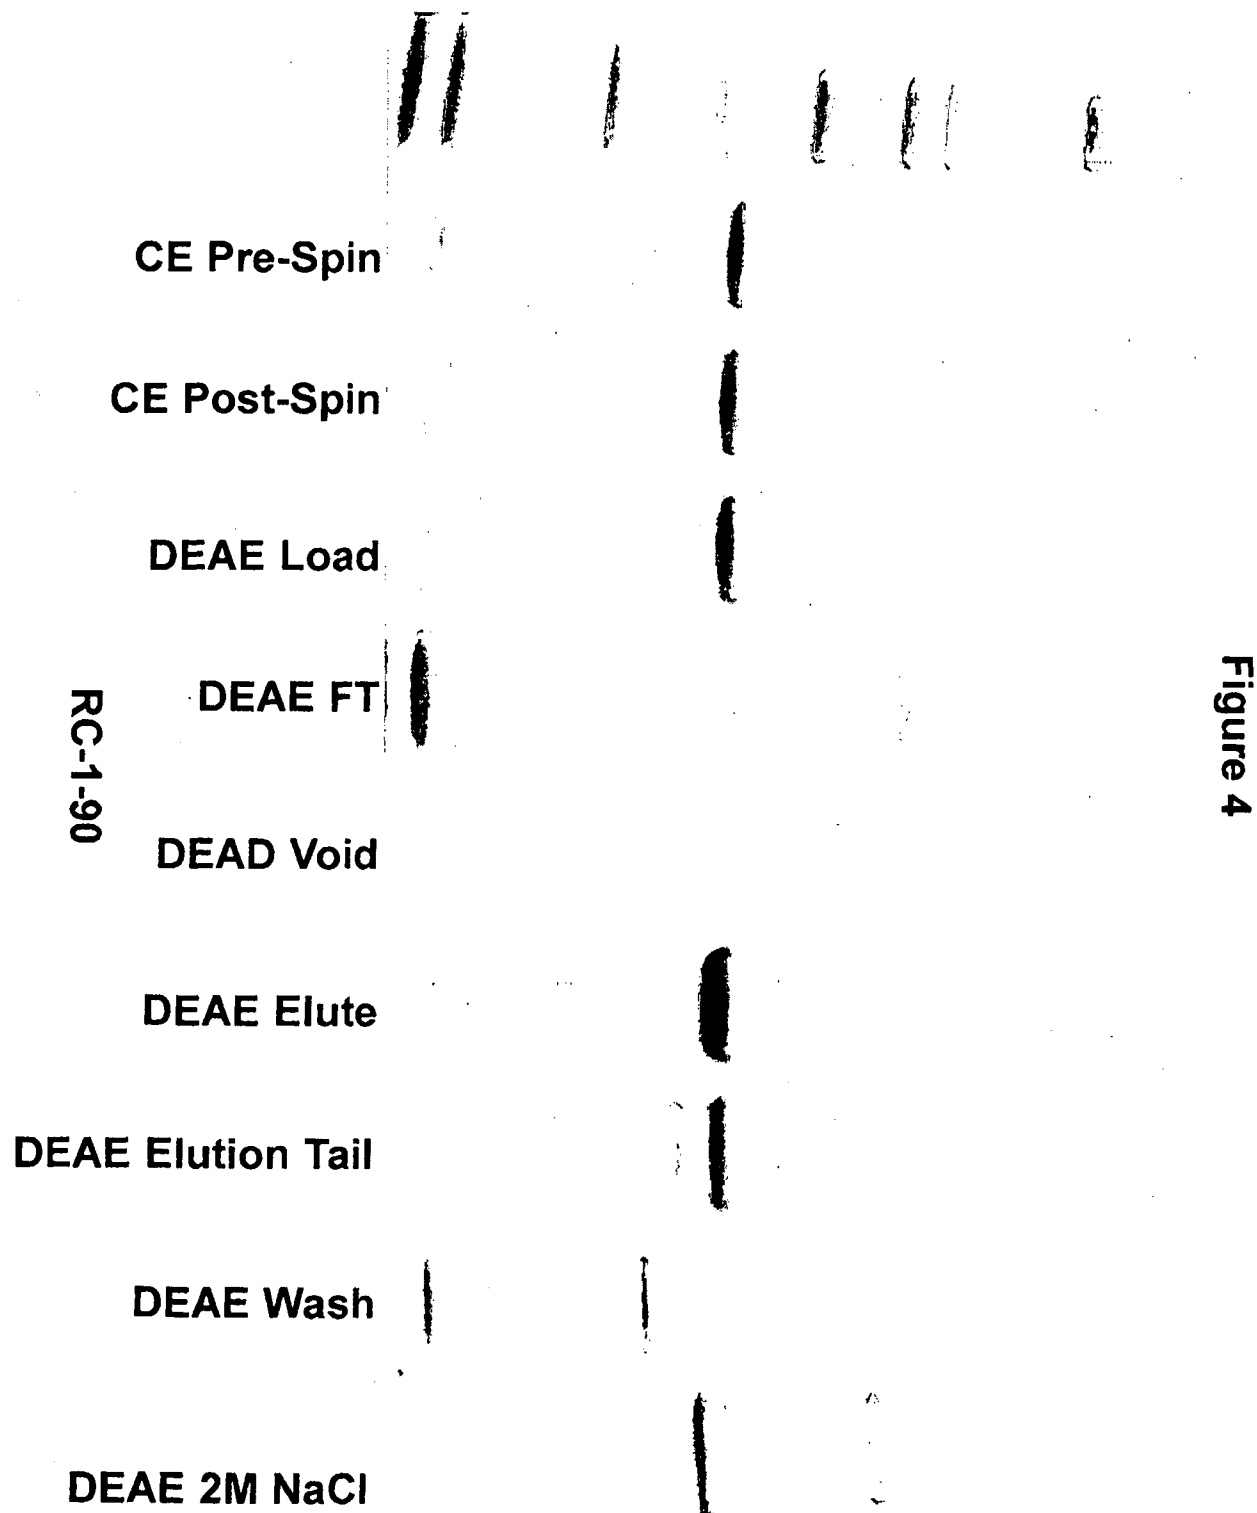 CE Pre-Spin
CE Post-Spin
DEAE Load
DEAE FT
DEAD Void
DEAE Elute
DEAE Elution Tail
DEAE Wash
DEAE 2M NaCl
RC-1-90
Figure 4